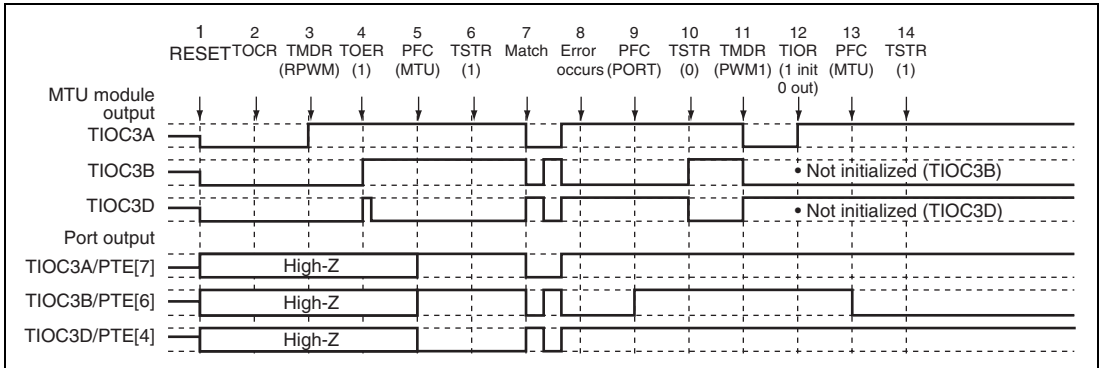 1 2 3 4 5 6 7 8 9 10 11 12 13 14
RESET TOCR TMDR TOER PFC TSTR Match Error PFC TSTR TMDR TIOR PFC TSTR
(RPWM) (1) (MTU) (1) occurs (PORT) (0) (PWM1) (1 init (MTU) (1)
0 out)
MTU module
output
TIOC3A
TIOC3B
• Not initialized (TIOC3B)
TIOC3D
• Not initialized (TIOC3D)
Port output
TIOC3A/PTE[7]
High-Z
TIOC3B/PTE[6]
High-Z
TIOC3D/PTE[4]
High-Z